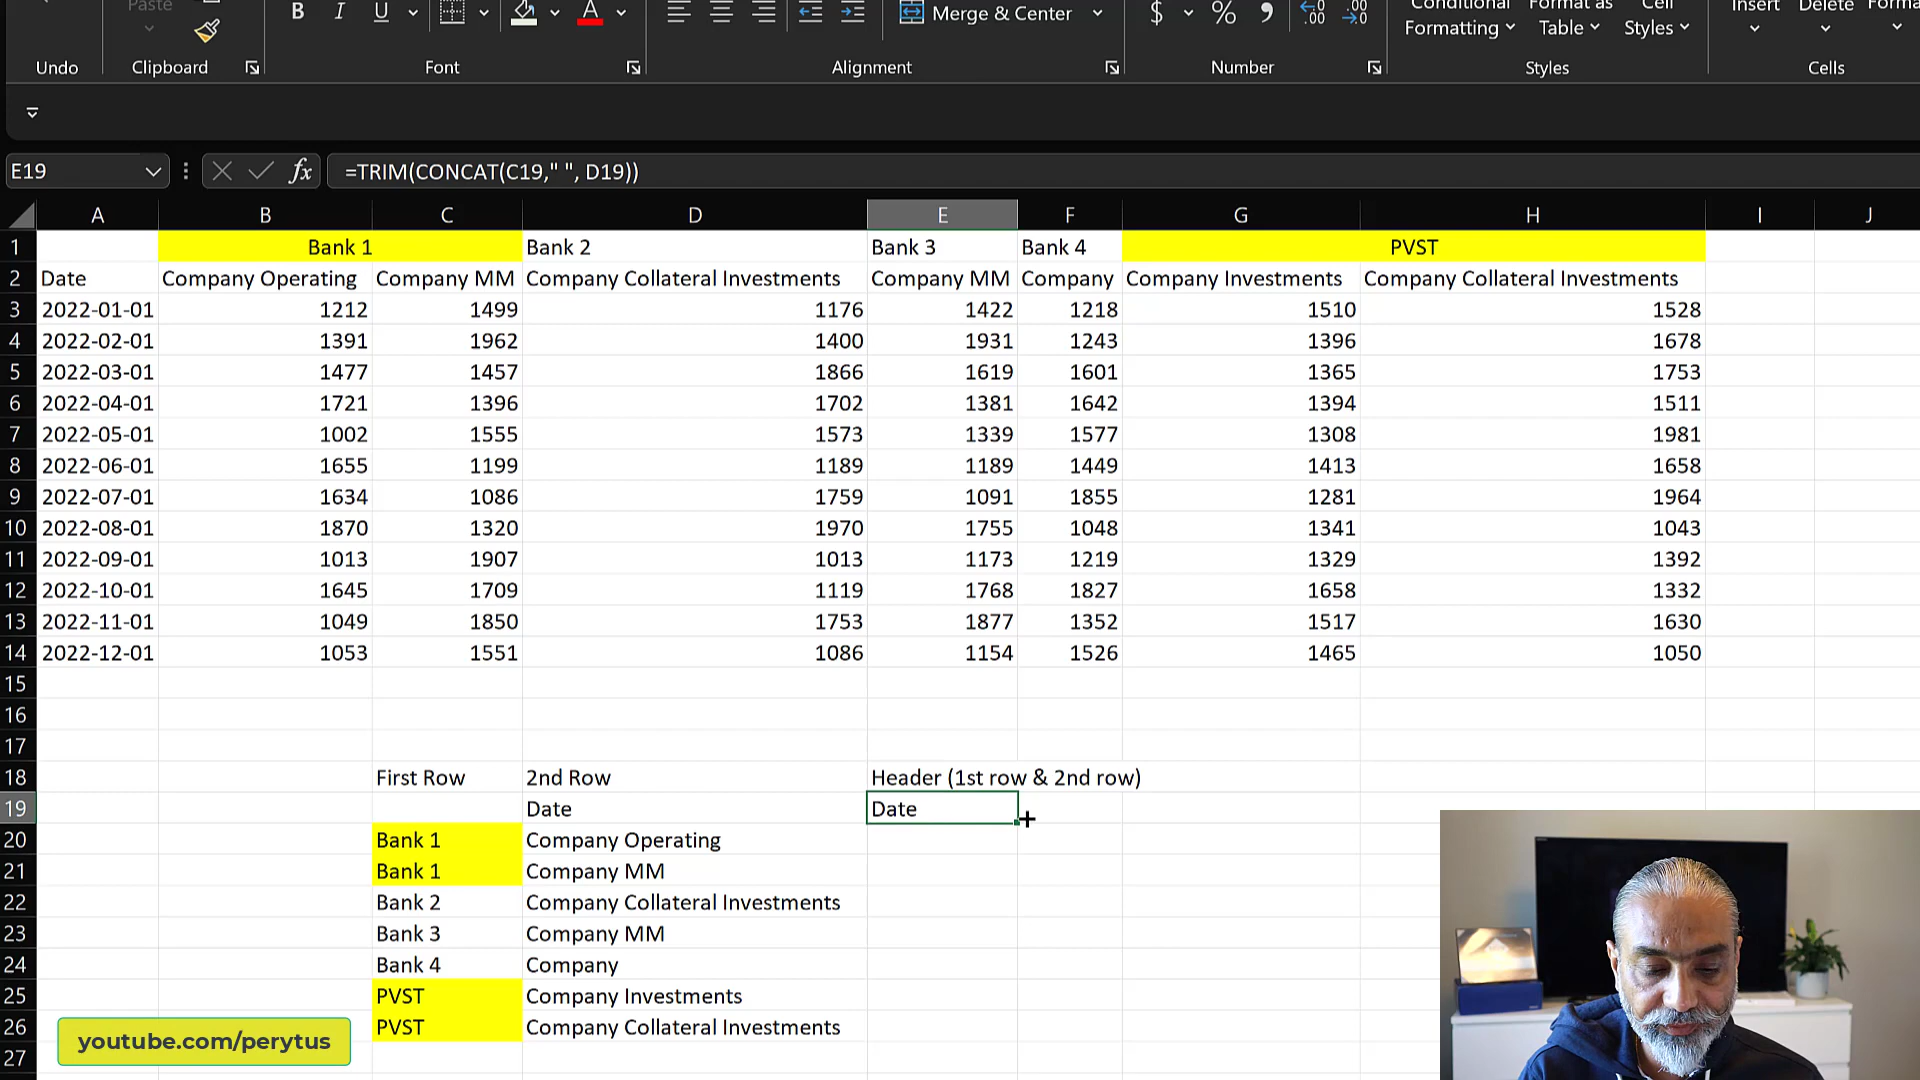 Paste Merge & Center $ % 9 Conditional Formatting Format as Table Cell Styles Insert Delete
B I U A
Undo Clipboard Font Alignment Number Styles Cells
E19 fx =TRIM(CONCAT(C19," ", D19))
A B C D E F G H I J
1 Bank 1 Bank 2 Bank 3 Bank 4 PVST
2 Date Company Operating Company MM Company Collateral Investments Company MM Company Company Investments Company Collateral Investments
3 2022-01-01 1212 1499 1176 1422 1218 1510 1528
4 2022-02-01 1391 1962 1400 1931 1243 1396 1678
5 2022-03-01 1477 1457 1866 1619 1601 1365 1753
6 2022-04-01 1721 1396 1702 1381 1642 1394 1511
7 2022-05-01 1002 1555 1573 1339 1577 1308 1981
8 2022-06-01 1655 1199 1189 1189 1449 1413 1658
9 2022-07-01 1634 1086 1759 1091 1855 1281 1964
10 2022-08-01 1870 1320 1970 1755 1048 1341 1043
11 2022-09-01 1013 1907 1013 1173 1219 1329 1392
12 2022-10-01 1645 1709 1119 1768 1827 1658 1332
13 2022-11-01 1049 1850 1753 1877 1352 1517 1630
14 2022-12-01 1053 1551 1086 1154 1526 1465 1050
15
16
17
18 First Row 2nd Row Header (1st row & 2nd row)
19 Date Date
20 Bank 1 Company Operating
21 Bank 1 Company MM
22 Bank 2 Company Collateral Investments
23 Bank 3 Company MM
24 Bank 4 Company
25 PVST Company Investments
26 PVST Company Collateral Investments
27
youtube.com/perytus